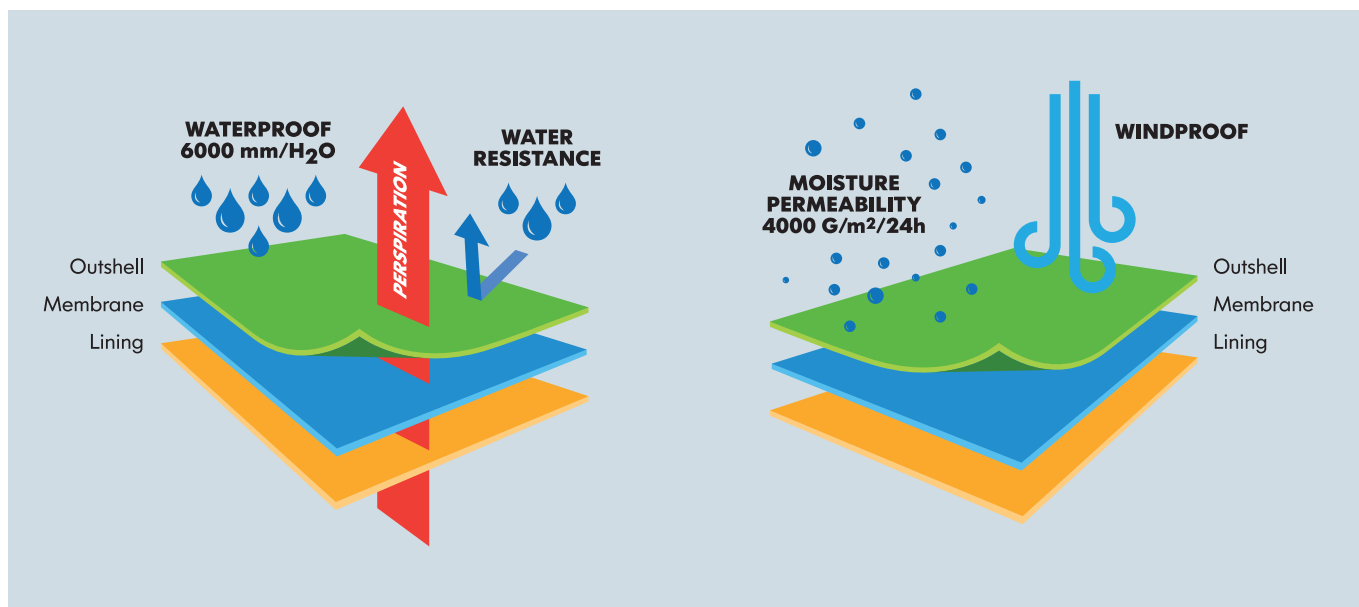 WATERPROOF
6000 mm/H₂O
PERSPIRATION
WATER
RESISTANCE
Outshell
Membrane
Lining
MOISTURE
PERMEABILITY
4000 G/m²/24h
WINDPROOF
Outshell
Membrane
Lining